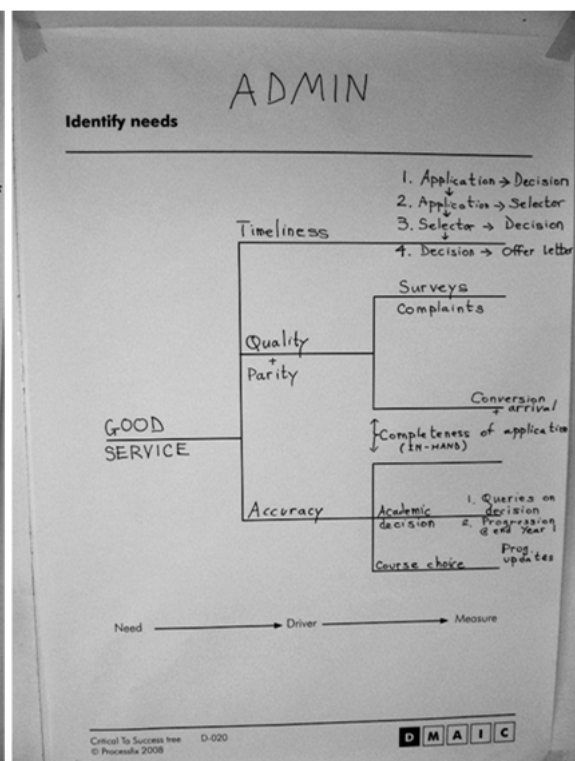 ADMIN
Identify needs
1. Application → Decision
2. Application → Selector
3. Selector → Decision
4. Decision → Offer letter
Timeliness
Surveys
Complaints
Quality
+
Parity
Conversion
+ arrival
GOOD
SERVICE
Completeness of application
(IN-HAND)
Accuracy
Academic
decision
1. Queries on
decision
2. Progression
@ end Year 1
Course choice
Prog.
updates
Need → Driver → Measure
Critical To Success tree D-020
© Processfix 2008
D M A I C